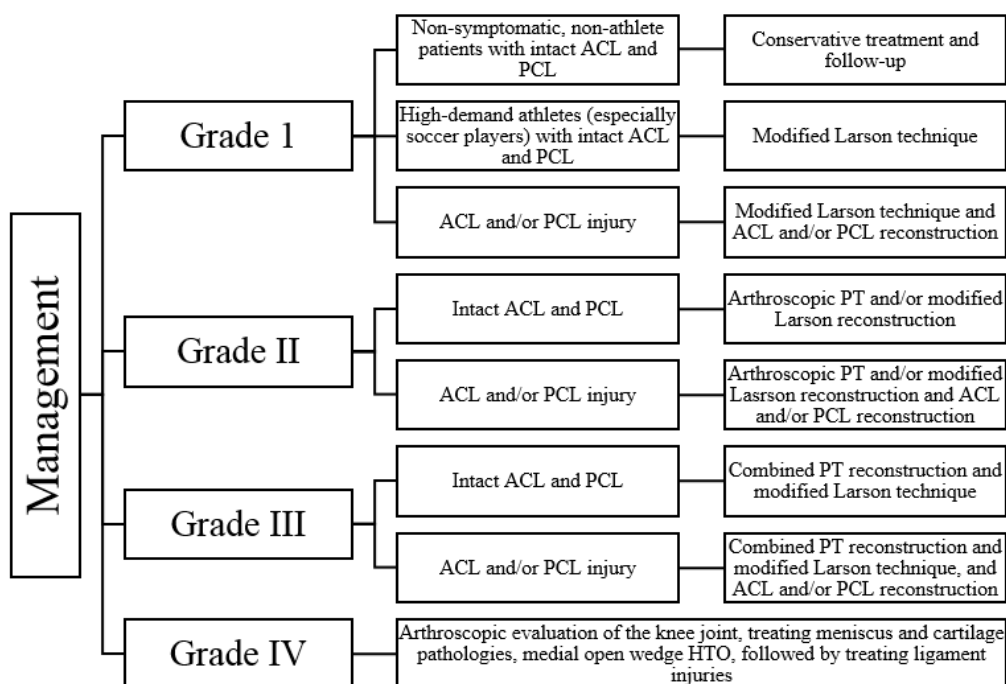 Management
Grade 1
Non-symptomatic, non-athlete
patients with intact ACL and
PCL
Conservative treatment and
follow-up
High-demand athletes (especially
soccer players) with intact ACL
and PCL
Modified Larson technique
ACL and/or PCL injury
Modified Larson technique and
ACL and/or PCL reconstruction
Grade II
Intact ACL and PCL
Arthroscopic PT and/or modified
Larson reconstruction
ACL and/or PCL injury
Arthroscopic PT and/or modified
Lasrson reconstruction and ACL
and/or PCL reconstruction
Grade III
Intact ACL and PCL
Combined PT reconstruction and
modified Larson technique
ACL and/or PCL injury
Combined PT reconstruction and
modified Larson technique, and
ACL and/or PCL reconstruction
Grade IV
Arthroscopic evaluation of the knee joint, treating meniscus and cartilage
pathologies, medial open wedge HTO, followed by treating ligament
injuries